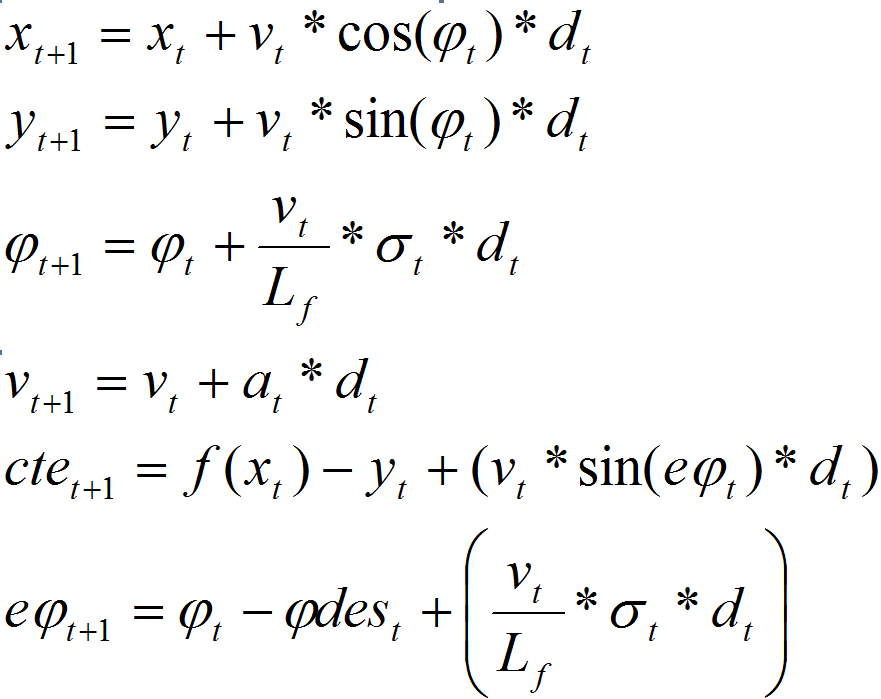 x_{t+1} = x_t + v_t * cos(φ_t) * d_t
y_{t+1} = y_t + v_t * sin(φ_t) * d_t
φ_{t+1} = φ_t + \frac{v_t}{L_f} * σ_t * d_t
v_{t+1} = v_t + a_t * d_t
cte_{t+1} = f(x_t) − y_t + (v_t * sin(eφ_t) * d_t)
eφ_{t+1} = φ_t − φdes_t + (\frac{v_t}{L_f} * σ_t * d_t)